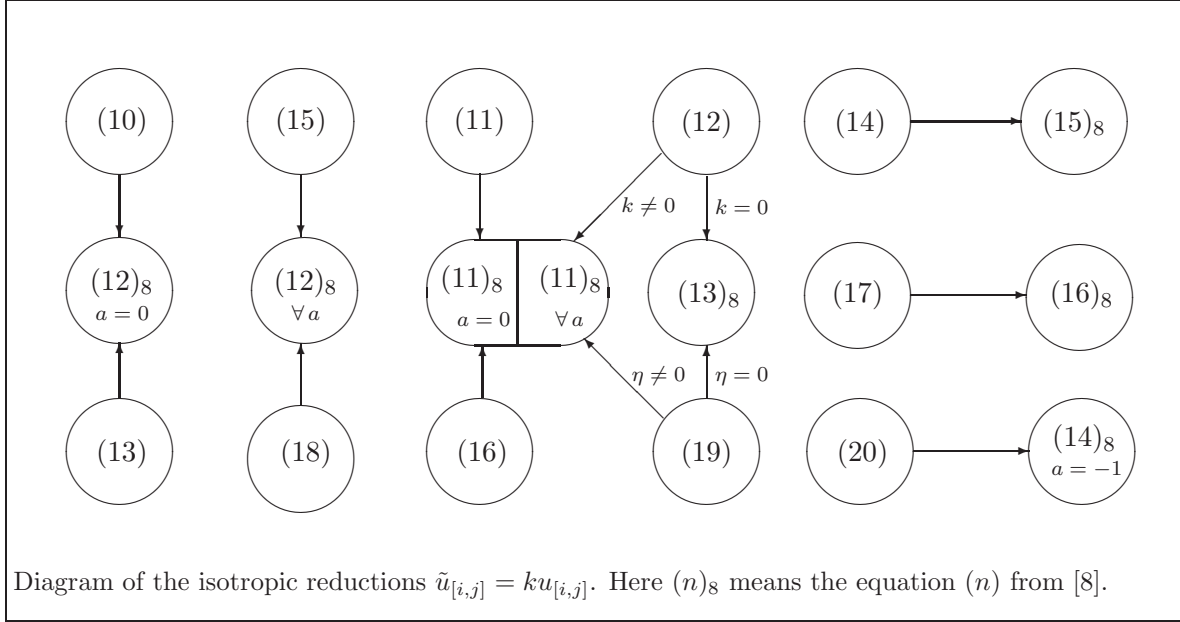 (10) (15) (11) (12) (14) (15)₈
k ≠ 0 k = 0
(12)₈ (12)₈ (11)₈ (11)₈ (13)₈ (17) (16)₈
a = 0 ∀ a a = 0 ∀ a
η ≠ 0 η = 0
(13) (18) (16) (19) (20) (14)₈
a = −1
Diagram of the isotropic reductions ũ_{[i,j]} = ku_{[i,j]}. Here (n)₈ means the equation (n) from [8].